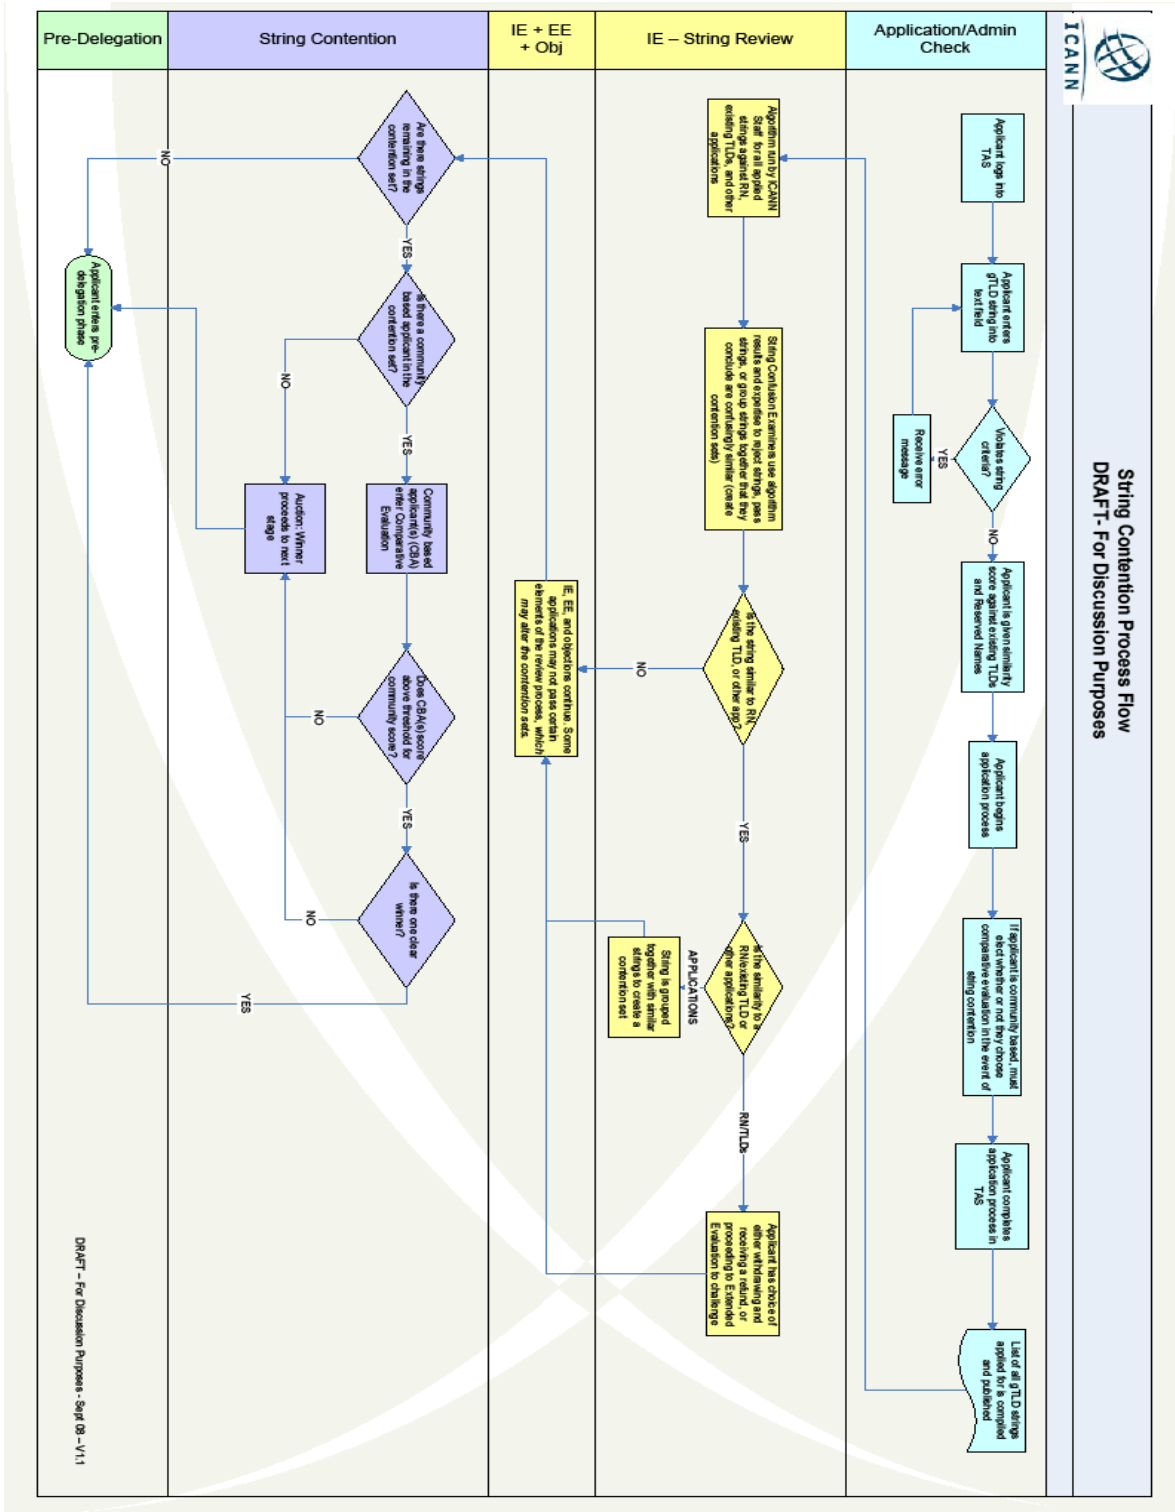 ICANN
String Contention Process Flow
DRAFT- For Discussion Purposes
Application/Admin
Check
Applicant logs into
TAS
Applicant enters
gTLD string into
text field
Violates string
criteria?
YES
Receive error
message
NO
Applicant is given similarity
score against existing TLDs
and Reserved Names
Applicant begins
application process
If applicant is community based, must
elect whether or not they choose
comparative evaluation in the event of
string contention
Applicant completes
application process in
TAS
List of all gTLD strings
applied for is compiled
and published
IE – String Review
Algorithm run by ICANN
Staff for all applied
strings against RN,
existing TLDs, and other
applications
String Confusion Examiners use algorithm
results and expertise to reject strings, pass
strings, or group strings together that they
conclude are confusingly similar (create
contention sets)
Is the string similar to RN,
existing TLD, or other app?
NO
YES
Is the similarity to a
RN/existing TLD or
other applications?
APPLICATIONS
String is grouped
together with similar
strings to create a
contention set
RN/TLDs
Applicant has choice of
either withdrawing and
receiving a refund, or
proceeding to Extended
Evaluation to challenge
IE + EE
+ Obj
IE, EE, and objections continue. Some
applications may not pass certain
elements of the review process, which
may alter the contention sets.
String Contention
Are there strings
remaining in the
contention set?
NO
YES
Is there a community
based applicant in the
contention set?
NO
YES
Community based
applicant(s) (CBA)
enter Comparative
Evaluation
Auction: Winner
proceeds to next
stage
Does CBA(s) score
above threshold for
community score?
NO
YES
Is there one clear
winner?
NO
YES
Pre-Delegation
Applicant enters pre-
delegation phase
DRAFT – For Discussion Purposes - Sept 08 – V1.1